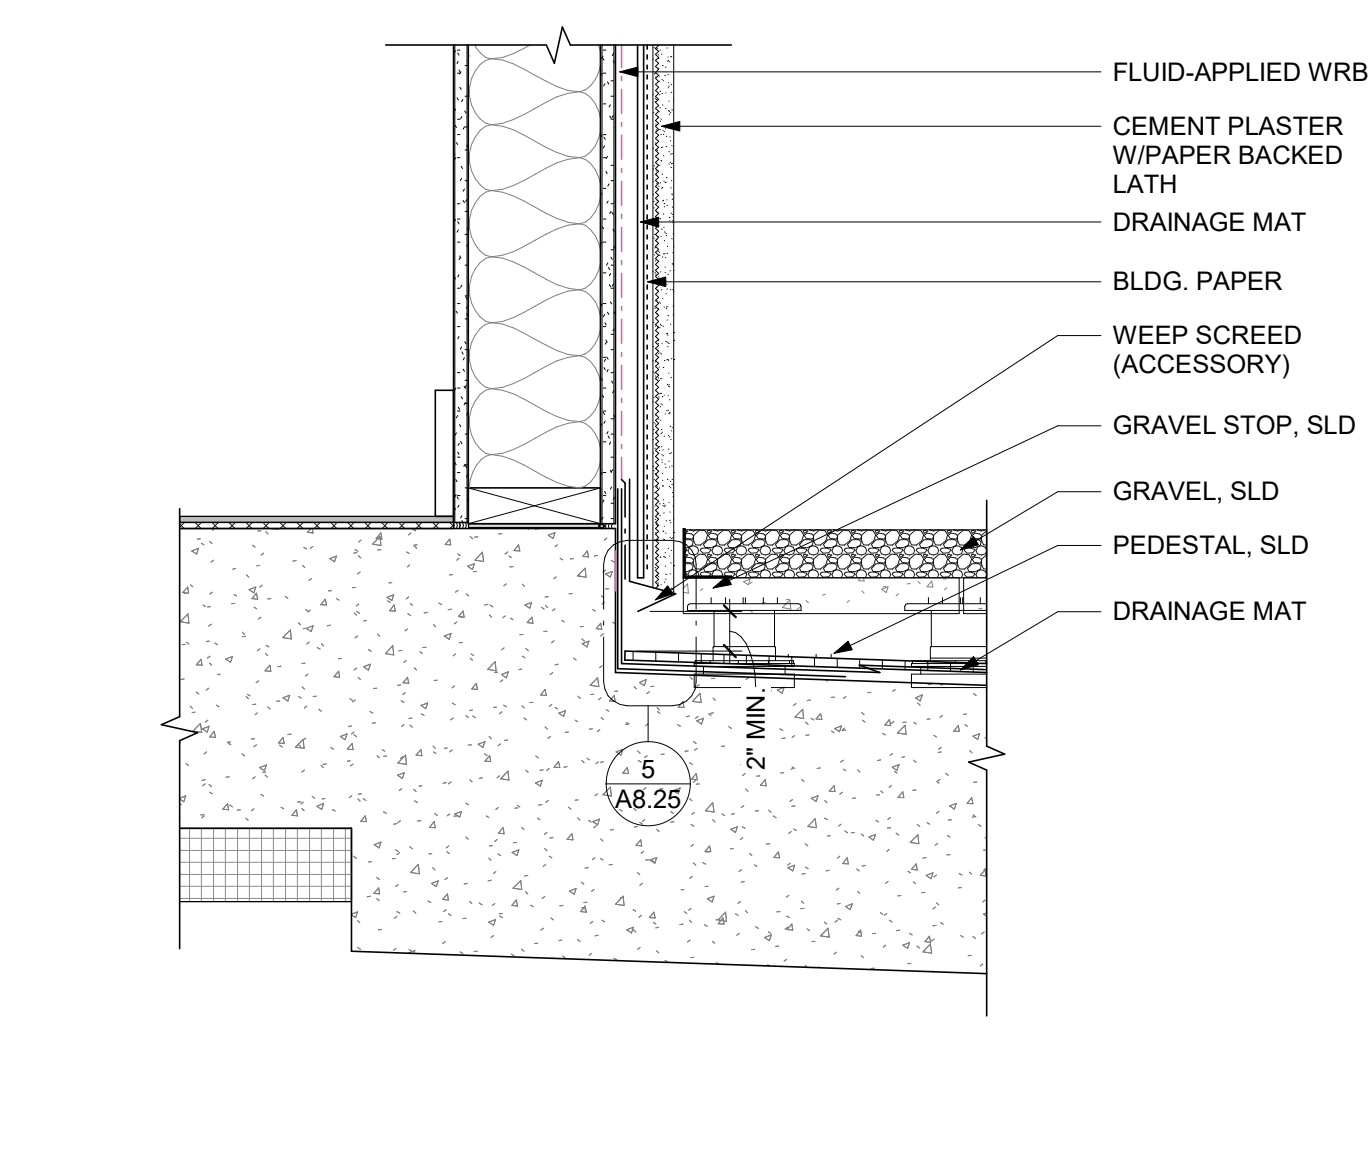 FLUID-APPLIED WRB
CEMENT PLASTER
W/PAPER BACKED
LATH
DRAINAGE MAT
BLDG. PAPER
WEEP SCREED
(ACCESSORY)
GRAVEL STOP, SLD
GRAVEL, SLD
PEDESTAL, SLD
DRAINAGE MAT
2" MIN.
5
A8.25